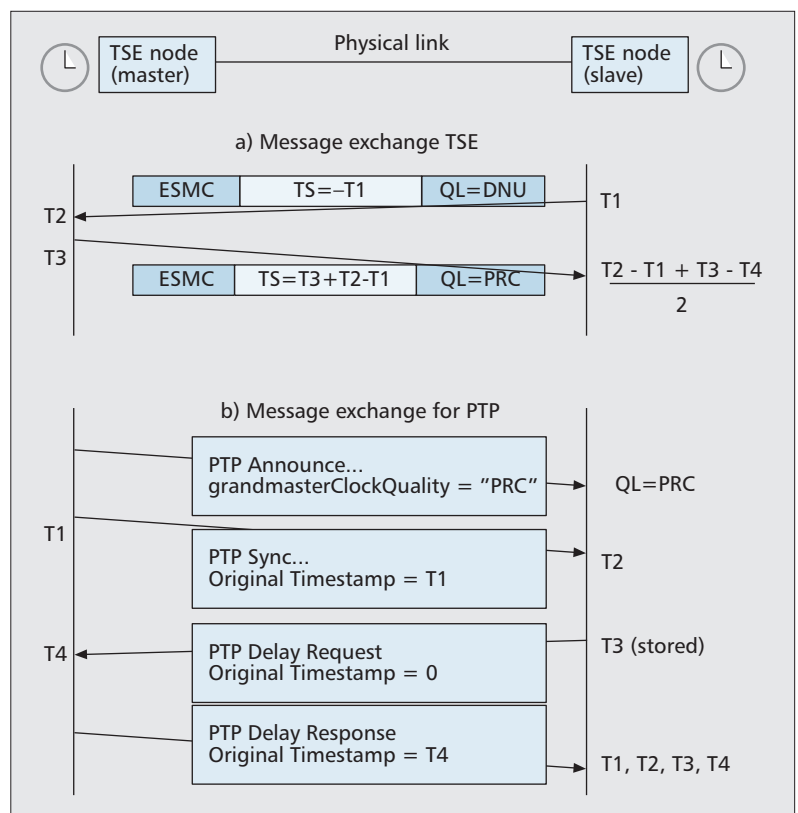 TSE node
(master)
Physical link
TSE node
(slave)
a) Message exchange TSE
ESMC TS=–T1 QL=DNU
T1
T2
T3
ESMC TS=T3+T2-T1 QL=PRC
T2 - T1 + T3 - T4
2
b) Message exchange for PTP
PTP Announce...
grandmasterClockQuality = ”PRC”
QL=PRC
T1
PTP Sync...
Original Timestamp = T1
T2
T4
PTP Delay Request
Original Timestamp = 0
T3 (stored)
PTP Delay Response
Original Timestamp = T4
T1, T2, T3, T4